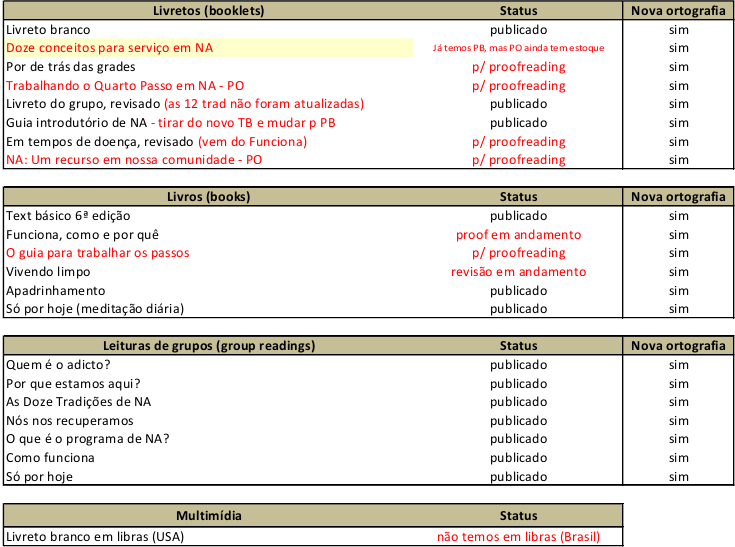 Livretos (booklets) Status Nova ortografia
Livreto branco publicado sim
Doze conceitos para serviço em NA Já temos PB, mas PO ainda tem estoque sim
Por de trás das grades p/ proofreading sim
Trabalhando o Quarto Passo em NA - PO p/ proofreading sim
Livreto do grupo, revisado (as 12 trad não foram atualizadas) publicado sim
Guia introdutório de NA - tirar do novo TB e mudar p PB publicado sim
Em tempos de doença, revisado (vem do Funciona) p/ proofreading sim
NA: Um recurso em nossa comunidade - PO p/ proofreading sim
Livros (books) Status Nova ortografia
Text básico 6ª edição publicado sim
Funciona, como e por quê proof em andamento sim
O guia para trabalhar os passos p/ proofreading sim
Vivendo limpo revisão em andamento sim
Apadrinhamento publicado sim
Só por hoje (meditação diária) publicado sim
Leituras de grupos (group readings) Status Nova ortografia
Quem é o adicto? publicado sim
Por que estamos aqui? publicado sim
As Doze Tradições de NA publicado sim
Nós nos recuperamos publicado sim
O que é o programa de NA? publicado sim
Como funciona publicado sim
Só por hoje publicado sim
Multimídia Status
Livreto branco em libras (USA) não temos em libras (Brasil)